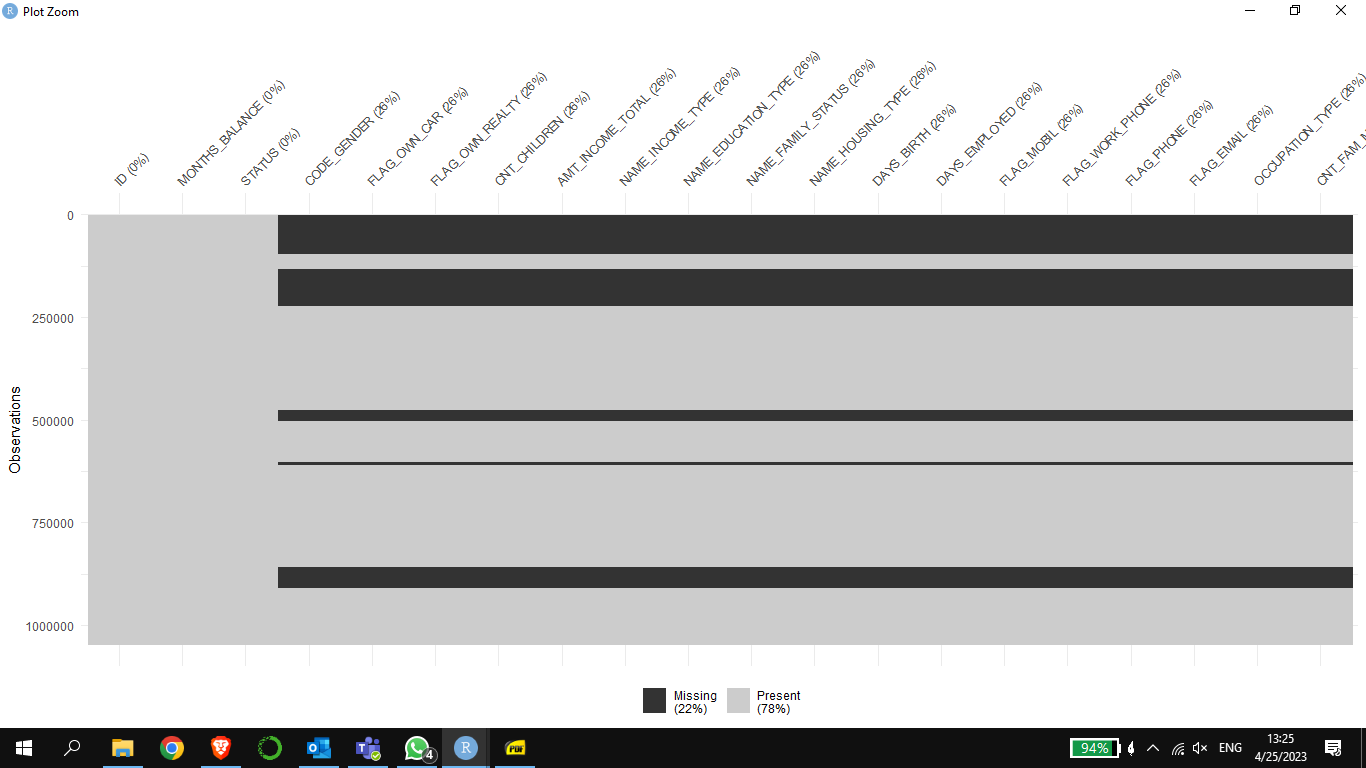 Plot Zoom
ID (0%)
MONTHS_BALANCE (0%)
STATUS (0%)
CODE_GENDER (26%)
FLAG_OWN_CAR (26%)
FLAG_OWN_REALTY (26%)
CNT_CHILDREN (26%)
AMT_INCOME_TOTAL (26%)
NAME_INCOME_TYPE (26%)
NAME_EDUCATION_TYPE (26%)
NAME_FAMILY_STATUS (26%)
NAME_HOUSING_TYPE (26%)
DAYS_BIRTH (26%)
DAYS_EMPLOYED (26%)
FLAG_MOBIL (26%)
FLAG_WORK_PHONE (26%)
FLAG_PHONE (26%)
FLAG_EMAIL (26%)
OCCUPATION_TYPE (26%)
CNT_FAM_M
0
250000
500000
750000
1000000
Observations
Missing
(22%)
Present
(78%)
R
4
R
PDF
94%
ENG
13:25
4/25/2023